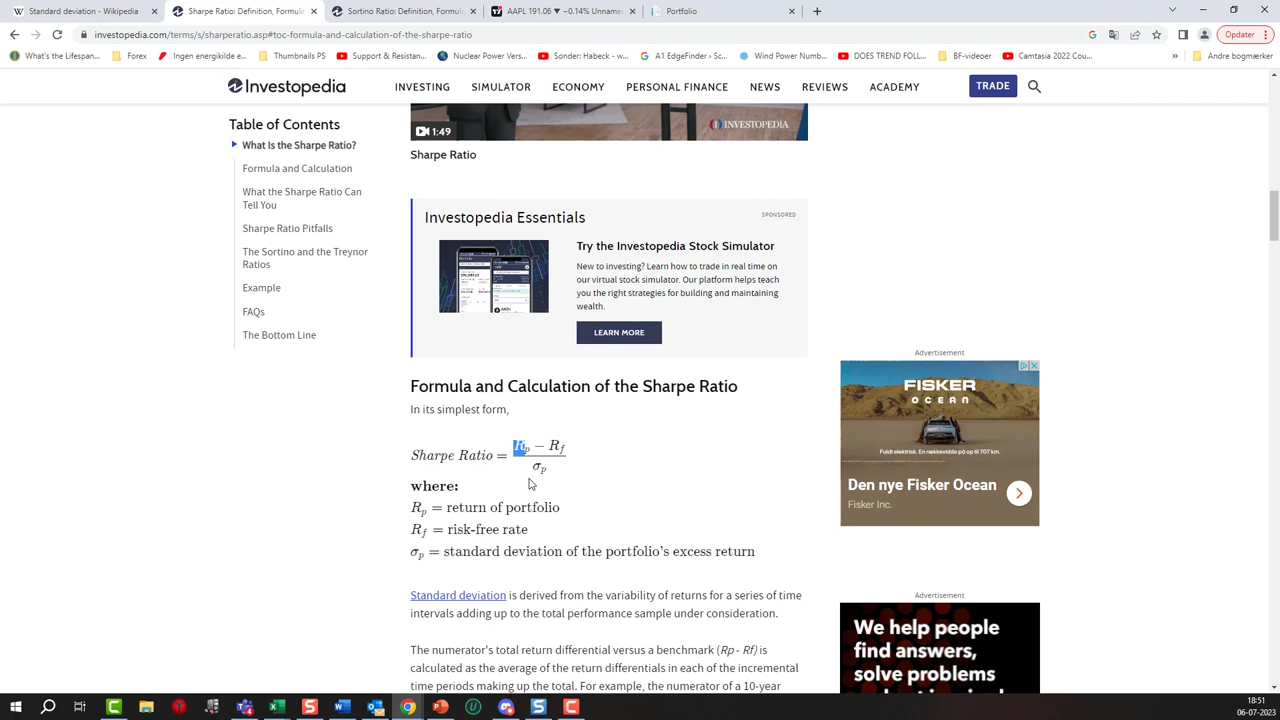 Standard deviation - Wikipedia
Sharpe Ratio Formula and
Sortino Ratio: Definition, Formul
AAPL 191.06 ▼ −0.14% Unnamed
Portfolio
investopedia.com/terms/s/sharperatio.asp#toc-formula-and-calculation-of-the-sharpe-ratio
Opdater
What's the Lifespan...
Forex
Ingen energikilde e...
Thumbnails PS
Support & Resistan...
Nuclear Power Vers...
Sonder: Habeck - w...
A1 EdgeFinder › Sc...
Wind Power Numb...
DOES TREND FOLL...
BF-videoer
Camtasia 2022 Cou...
»
Andre bogmærker
Investopedia
INVESTING
SIMULATOR
ECONOMY
PERSONAL FINANCE
NEWS
REVIEWS
ACADEMY
TRADE
Table of Contents
What Is the Sharpe Ratio?
Formula and Calculation
What the Sharpe Ratio Can
Tell You
Sharpe Ratio Pitfalls
The Sortino and the Treynor
Ratios
Example
FAQs
The Bottom Line
1:49
INVESTOPEDIA
Sharpe Ratio
Investopedia Essentials
SPONSORED
Try the Investopedia Stock Simulator
New to investing? Learn how to trade in real time on
our virtual stock simulator. Our platform helps teach
you the right strategies for building and maintaining
wealth.
LEARN MORE
Formula and Calculation of the Sharpe Ratio
In its simplest form,
Sharpe Ratio = (Rp − Rf) / σp
where:
Rp = return of portfolio
Rf = risk-free rate
σp = standard deviation of the portfolio's excess return
Standard deviation is derived from the variability of returns for a series of time
intervals adding up to the total performance sample under consideration.
The numerator's total return differential versus a benchmark (Rp - Rf) is
calculated as the average of the return differentials in each of the incremental
time periods making up the total. For example, the numerator of a 10-year
Advertisement
FISKER
OCEAN
Fuldt elektrisk. En rækkevidde på op til 707 km.
Den nye Fisker Ocean
Fisker Inc.
Advertisement
We help people
find answers,
solve problems
18:51
06-07-2023